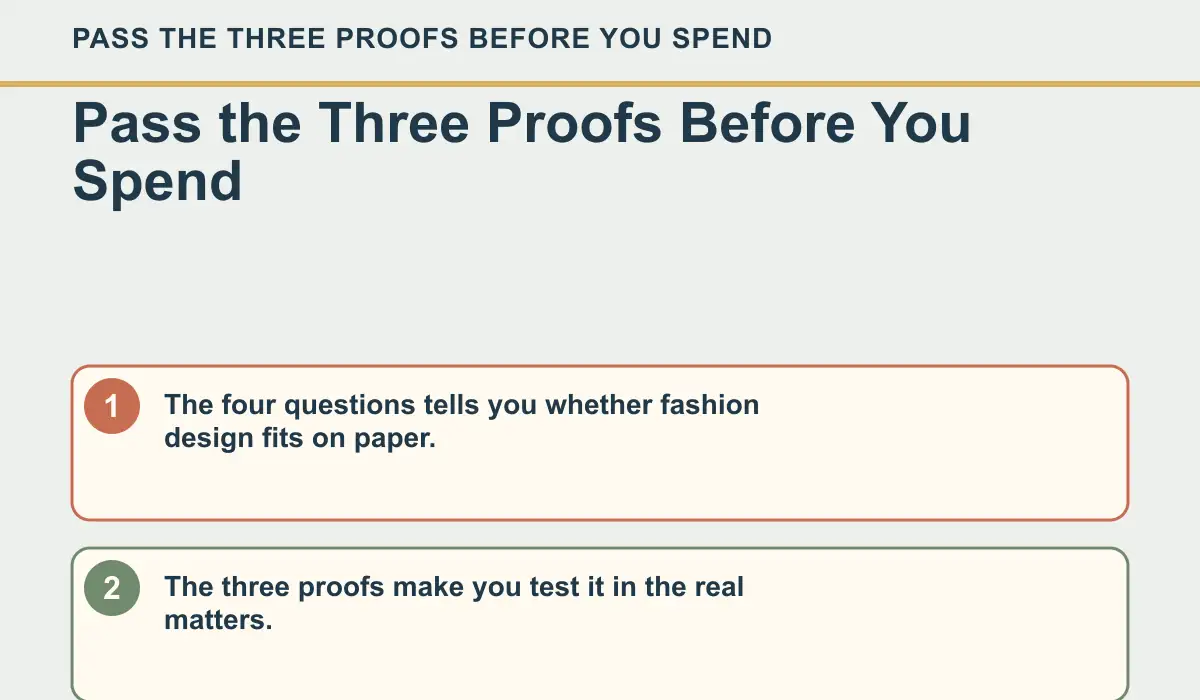 PASS THE THREE PROOFS BEFORE YOU SPEND
Pass the Three Proofs Before You
Spend
1
The four questions tells you whether fashion
design fits on paper.
2
The three proofs make you test it in the real
matters.